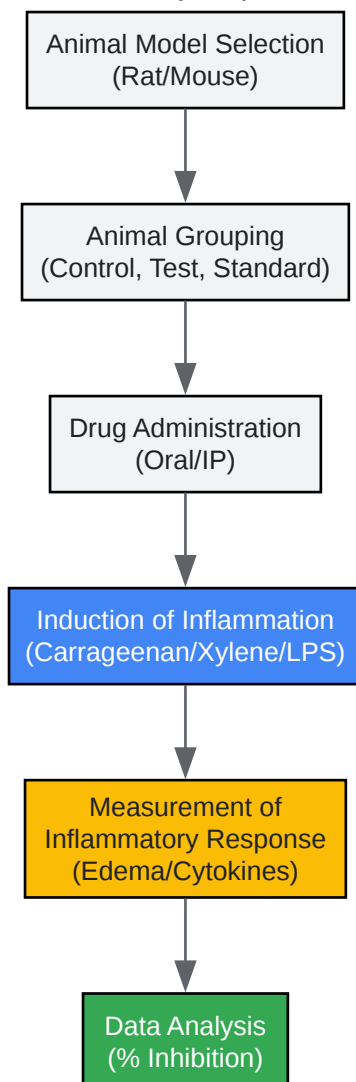 Animal Model Selection
(Rat/Mouse)
Animal Grouping
(Control, Test, Standard)
Drug Administration
(Oral/IP)
Induction of Inflammation
(Carrageenan/Xylene/LPS)
Measurement of
Inflammatory Response
(Edema/Cytokines)
Data Analysis
(% Inhibition)